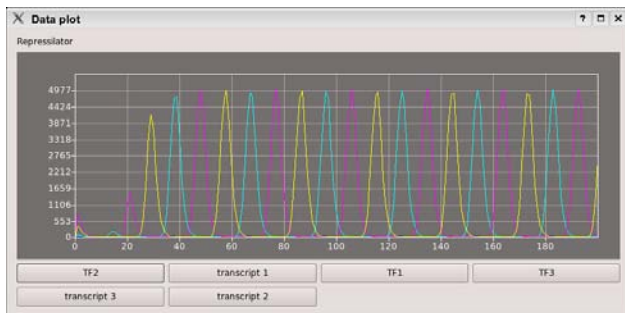 Data plot
Repressilator
4977
4424
3871
3318
2765
2212
1659
1106
553
0
0 20 40 60 80 100 120 140 160 180
TF2 transcript 1 TF1 TF3
transcript 3 transcript 2